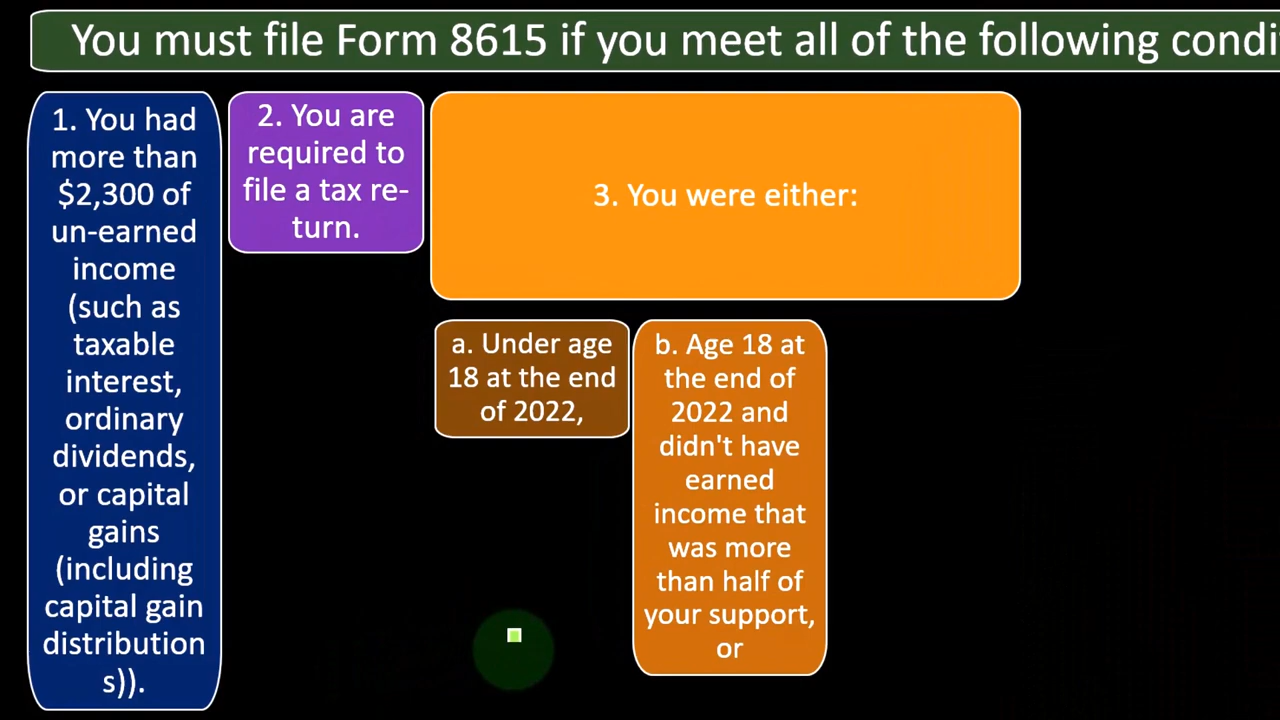 You must file Form 8615 if you meet all of the following condi
1. You had
more than
$2,300 of
un-earned
income
(such as
taxable
interest,
ordinary
dividends,
or capital
gains
(including
capital gain
distribution
s)).
2. You are
required to
file a tax re-
turn.
3. You were either:
a. Under age
18 at the end
of 2022,
b. Age 18 at
the end of
2022 and
didn't have
earned
income that
was more
than half of
your support,
or